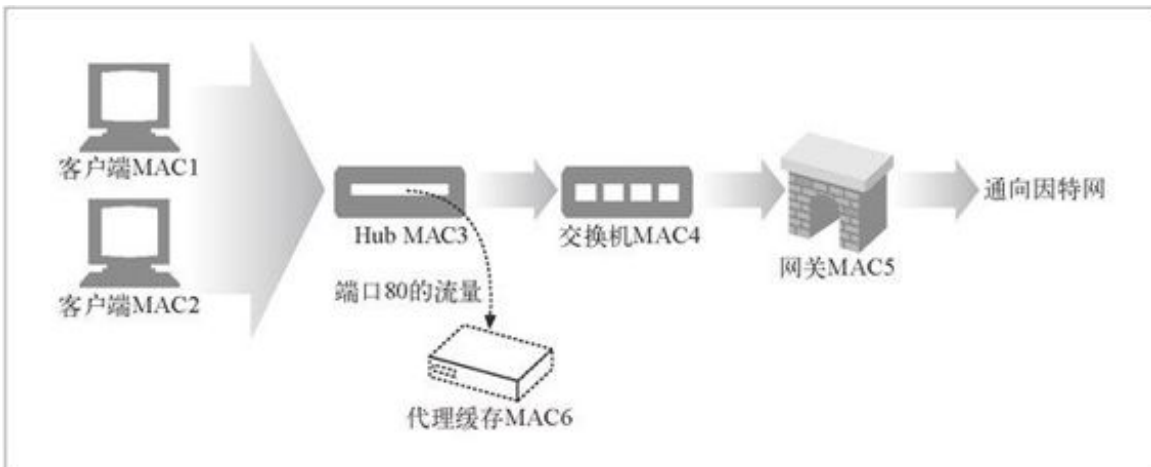 客户端MAC1
客户端MAC2
Hub MAC3
端口80的流量
代理缓存MAC6
交换机MAC4
网关MAC5
通向因特网